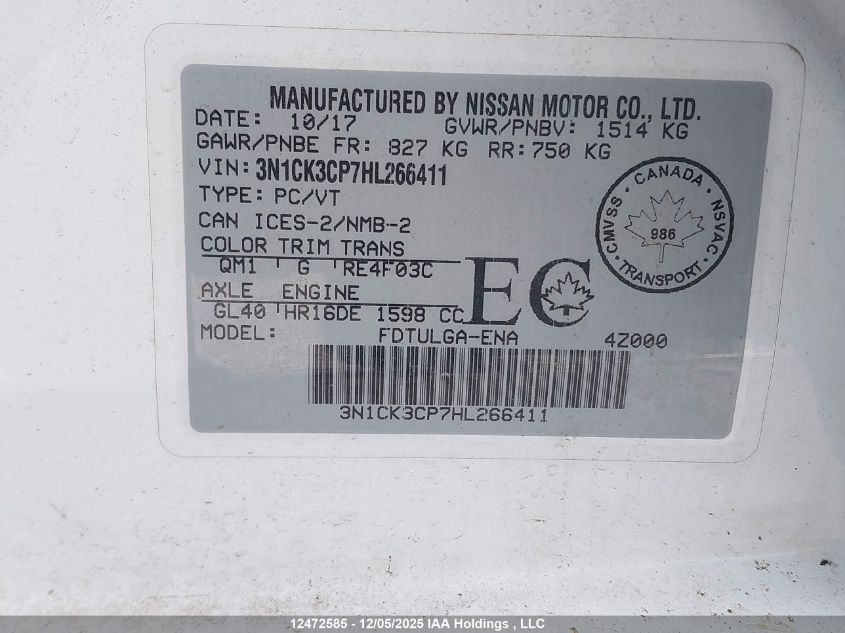 MANUFACTURED BY NISSAN MOTOR CO., LTD.
DATE: 10/17 GVWR/PNBV: 1514 KG
GAWR/PNBE FR: 827 KG RR: 750 KG
VIN: 3N1CK3CP7HL266411
TYPE: PC/VT
CAN ICES-2/NMB-2
COLOR TRIM TRANS
QM1 G RE4F03C
AXLE ENGINE
GL40 HR16DE 1598 CC
MODEL: FDTULGA-ENA 4Z000
3N1CK3CP7HL266411
CANADA
CMVSS
NSVAC
986
TRANSPORT
EC
12472585 - 12/05/2025 IAA Holdings , LLC